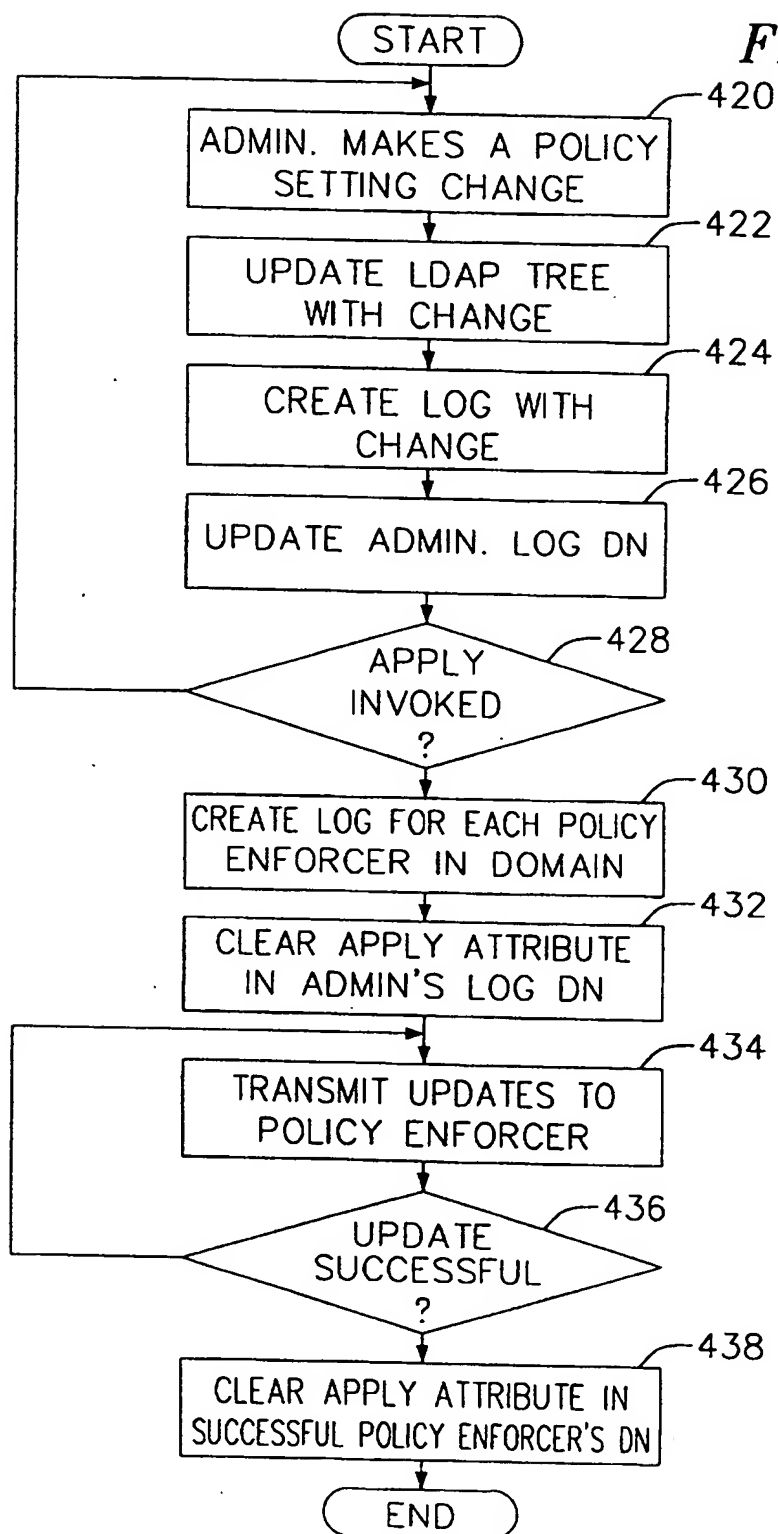 START
F
420
ADMIN. MAKES A POLICY
SETTING CHANGE
422
UPDATE LDAP TREE
WITH CHANGE
424
CREATE LOG WITH
CHANGE
426
UPDATE ADMIN. LOG DN
428
APPLY
INVOKED
?
430
CREATE LOG FOR EACH POLICY
ENFORCER IN DOMAIN
432
CLEAR APPLY ATTRIBUTE
IN ADMIN'S LOG DN
434
TRANSMIT UPDATES TO
POLICY ENFORCER
436
UPDATE
SUCCESSFUL
?
438
CLEAR APPLY ATTRIBUTE IN
SUCCESSFUL POLICY ENFORCER'S DN
END